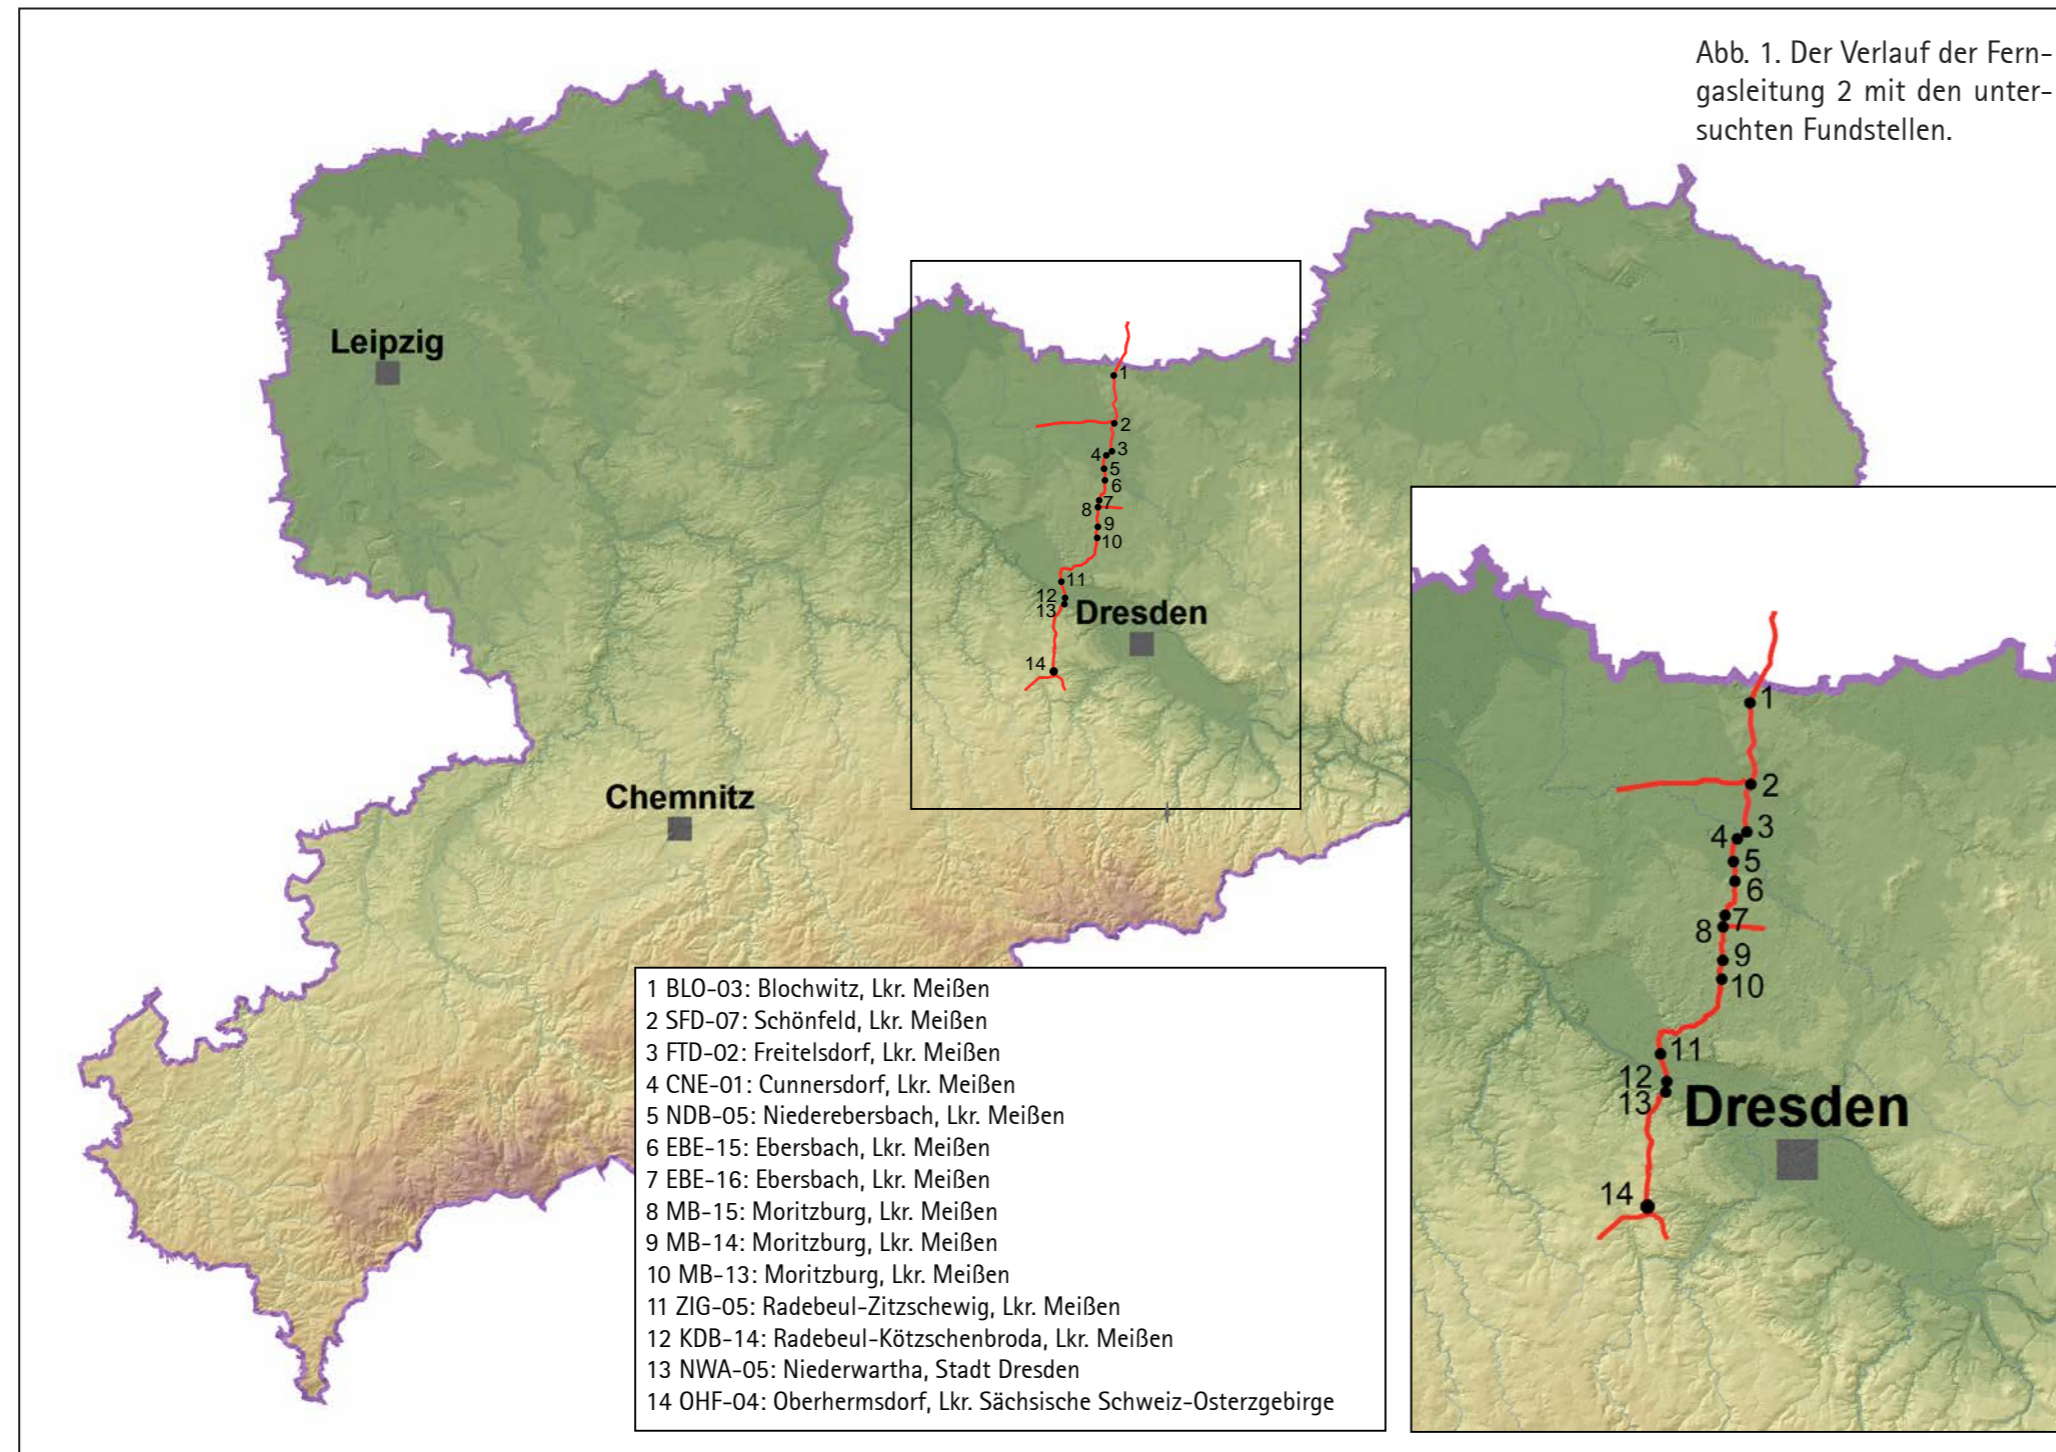 Abb. 1. Der Verlauf der Fern-
gasleitung 2 mit den unter-
suchten Fundstellen.
Leipzig
1
2
3
4
5
6
7
8
9
10
11
12
13
Dresden
14
Chemnitz
1
2
3
4
5
6
7
8
9
10
11
12
13
Dresden
14
1 BLO-03: Blochwitz, Lkr. Meißen
2 SFD-07: Schönfeld, Lkr. Meißen
3 FTD-02: Freitelsdorf, Lkr. Meißen
4 CNE-01: Cunnersdorf, Lkr. Meißen
5 NDB-05: Niederebersbach, Lkr. Meißen
6 EBE-15: Ebersbach, Lkr. Meißen
7 EBE-16: Ebersbach, Lkr. Meißen
8 MB-15: Moritzburg, Lkr. Meißen
9 MB-14: Moritzburg, Lkr. Meißen
10 MB-13: Moritzburg, Lkr. Meißen
11 ZIG-05: Radebeul-Zitzschewig, Lkr. Meißen
12 KDB-14: Radebeul-Kötzschenbroda, Lkr. Meißen
13 NWA-05: Niederwartha, Stadt Dresden
14 OHF-04: Oberhermsdorf, Lkr. Sächsische Schweiz-Osterzgebirge